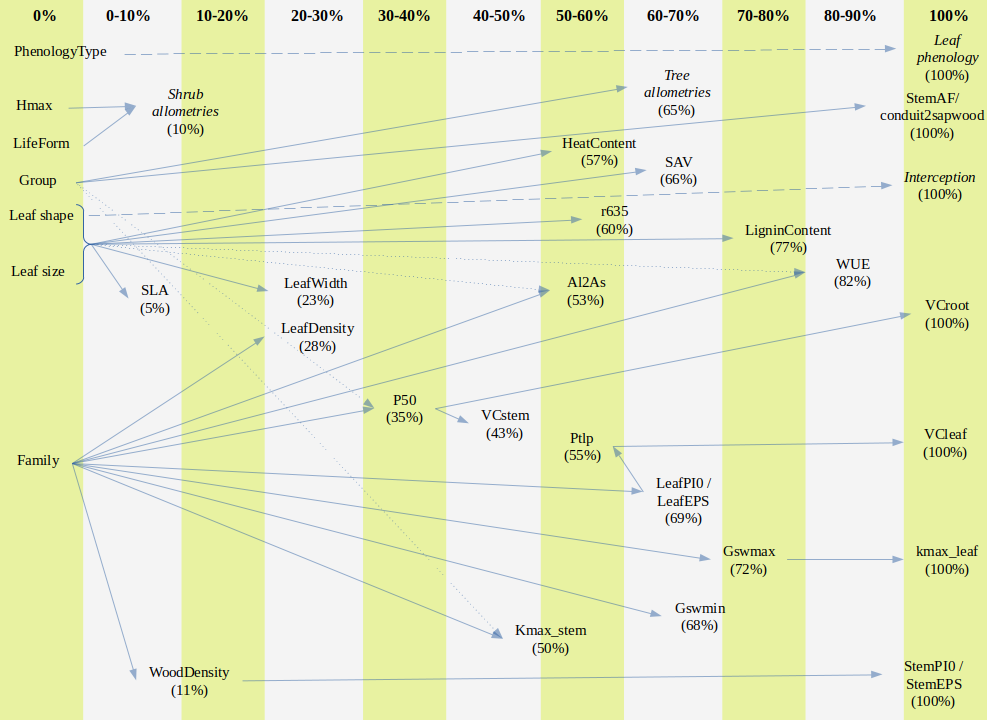 0% 0-10% 10-20% 20-30% 30-40% 40-50% 50-60% 60-70% 70-80% 80-90% 100%
PhenologyType
Leaf
phenology
(100%)
Hmax
LifeForm
Shrub
allometries
(10%)
Tree
allometries
(65%)
StemAF/
conduit2sapwood
(100%)
Group
HeatContent
(57%)
SAV
(66%)
Interception
(100%)
Leaf shape
Leaf size
r635
(60%)
LigninContent
(77%)
WUE
(82%)
SLA
(5%)
LeafWidth
(23%)
Al2As
(53%)
VCroot
(100%)
LeafDensity
(28%)
P50
(35%)
VCstem
(43%)
Ptlp
(55%)
VCleaf
(100%)
Family
LeafPI0 /
LeafEPS
(69%)
Gswmax
(72%)
kmax_leaf
(100%)
Gswmin
(68%)
Kmax_stem
(50%)
WoodDensity
(11%)
StemPI0 /
StemEPS
(100%)